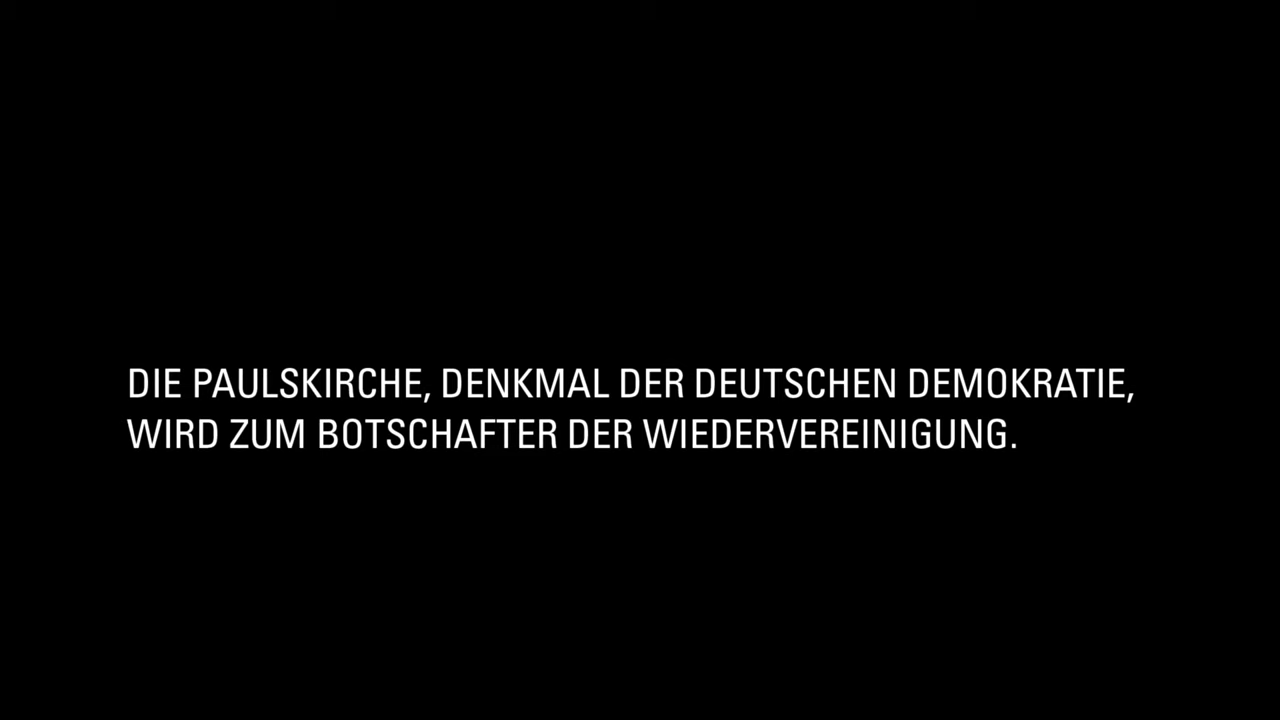 DIE PAULSKIRCHE, DENKMAL DER DEUTSCHEN DEMOKRATIE,
WIRD ZUM BOTSCHAFTER DER WIEDERVEREINIGUNG.